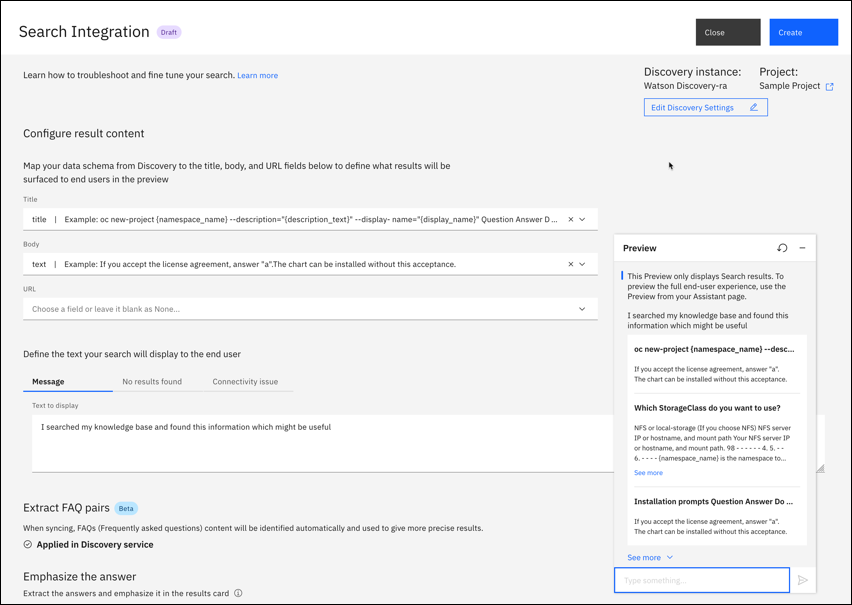 Search Integration Draft
Close
Create
Learn how to troubleshoot and fine tune your search. Learn more
Discovery instance:
Watson Discovery-ra
Project:
Sample Project
Edit Discovery Settings
Configure result content
Map your data schema from Discovery to the title, body, and URL fields below to define what results will be
surfaced to end users in the preview
Title
title | Example: oc new-project {namespace_name} --description="{description_text}" --display- name="{display_name}" Question Answer D ...
Body
text | Example: If you accept the license agreement, answer "a".The chart can be installed without this acceptance.
URL
Choose a field or leave it blank as None...
Define the text your search will display to the end user
Message
No results found
Connectivity issue
Text to display
I searched my knowledge base and found this information which might be useful
Extract FAQ pairs Beta
When syncing, FAQs (Frequently asked questions) content will be identified automatically and used to give more precise results.
Applied in Discovery service
Emphasize the answer
Extract the answers and emphasize it in the results card
Preview
This Preview only displays Search results. To
preview the full end-user experience, use the
Preview from your Assistant page.
I searched my knowledge base and found this
information which might be useful
oc new-project {namespace_name} --desc...
If you accept the license agreement, answer "a".
The chart can be installed without this acceptance.
Which StorageClass do you want to use?
NFS or local-storage (If you choose NFS) NFS server
IP or hostname, and mount path Your NFS server IP
or hostname, and mount path. 98 - - - - - - 4. 5. - -
6. - - - - {namespace_name} is the namespace to...
See more
Installation prompts Question Answer Do ...
If you accept the license agreement, answer "a".
The chart can be installed without this acceptance.
See more
Type something...